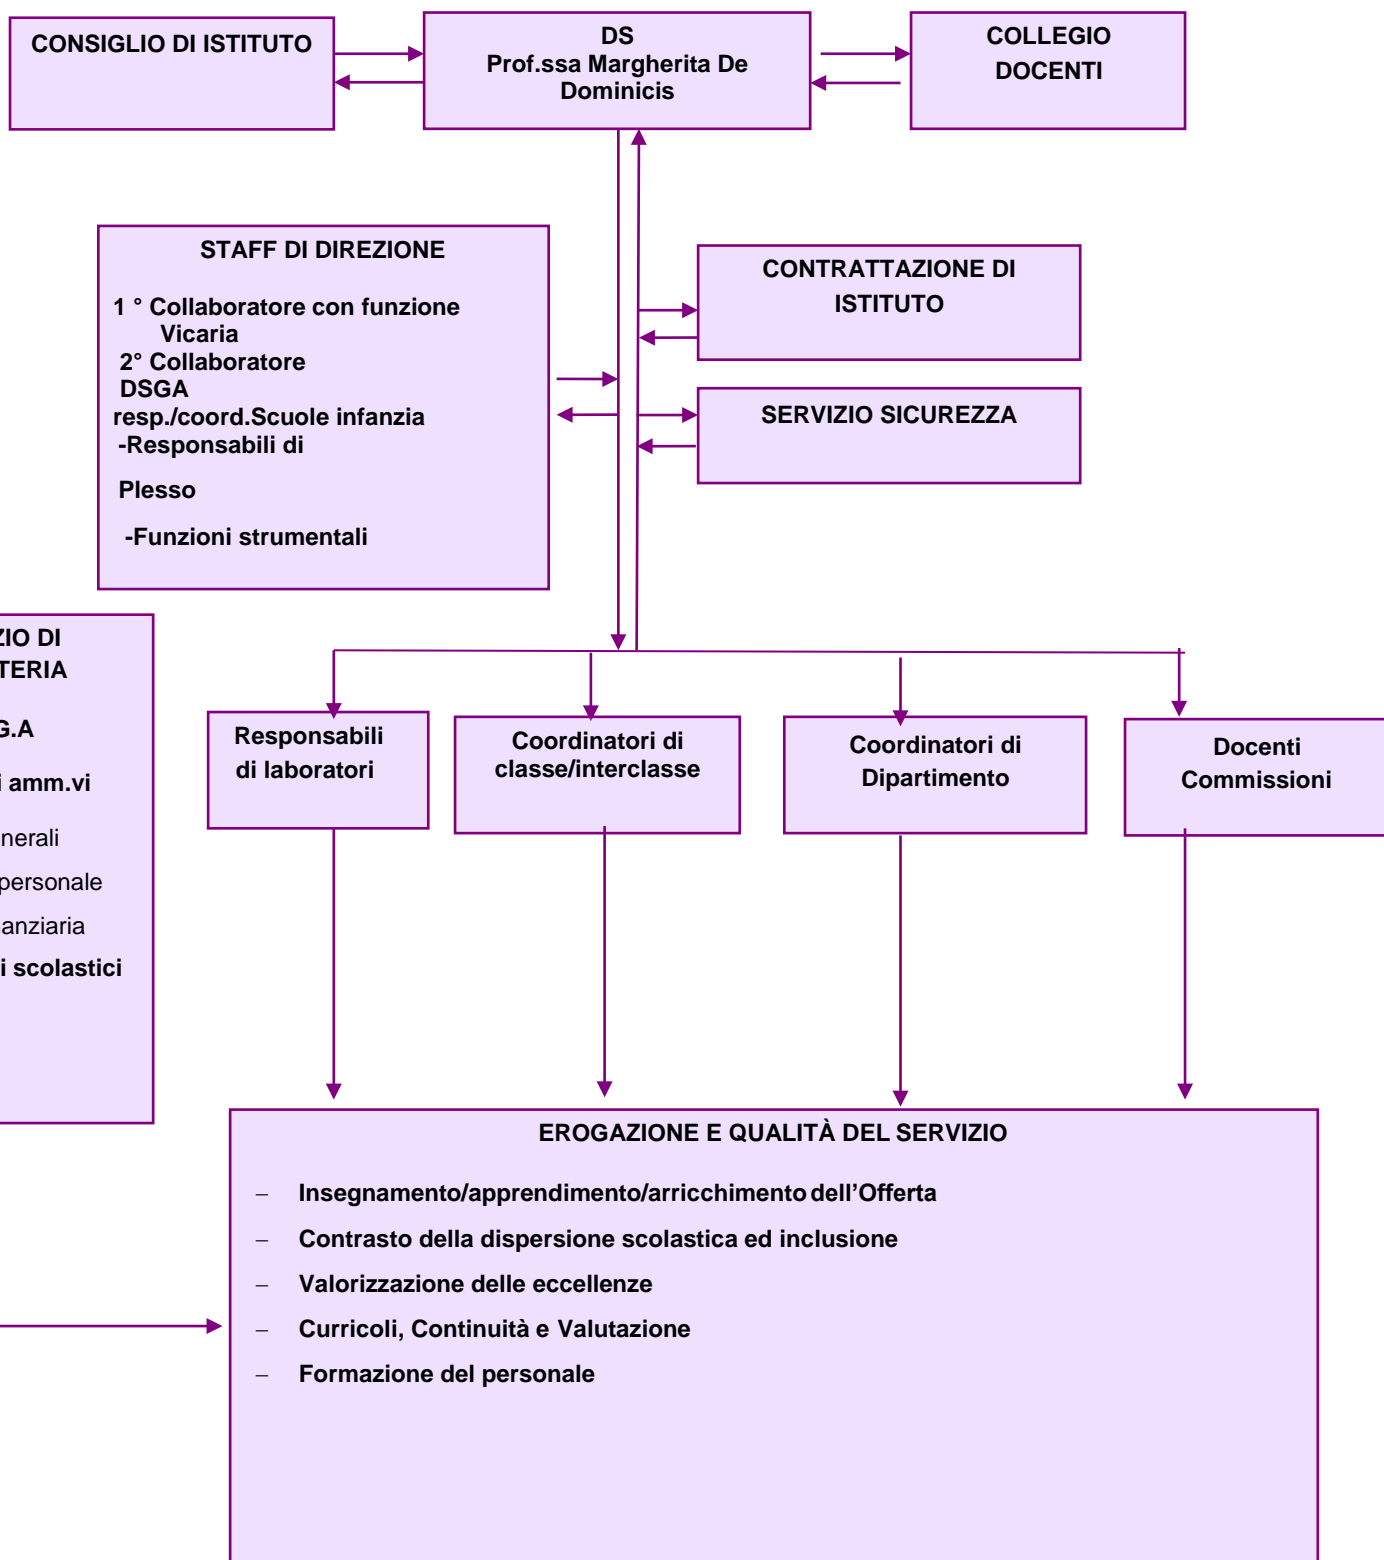 CONSIGLIO DI ISTITUTO
DS
Prof.ssa Margherita De
Dominicis
COLLEGIO
DOCENTI
STAFF DI DIREZIONE
1 ° Collaboratore con funzione
Vicaria
2° Collaboratore
DSGA
resp./coord.Scuole infanzia
-Responsabili di
Plesso
-Funzioni strumentali
CONTRATTAZIONE DI
ISTITUTO
SERVIZIO SICUREZZA
ZIO DI
TERIA
G.A
i amm.vi
nerali
personale
anziaria
i scolastici
Responsabili
di laboratori
Coordinatori di
classe/interclasse
Coordinatori di
Dipartimento
Docenti
Commissioni
EROGAZIONE E QUALITÀ DEL SERVIZIO
– Insegnamento/apprendimento/arricchimento dell’Offerta
– Contrasto della dispersione scolastica ed inclusione
– Valorizzazione delle eccellenze
– Curricoli, Continuità e Valutazione
– Formazione del personale